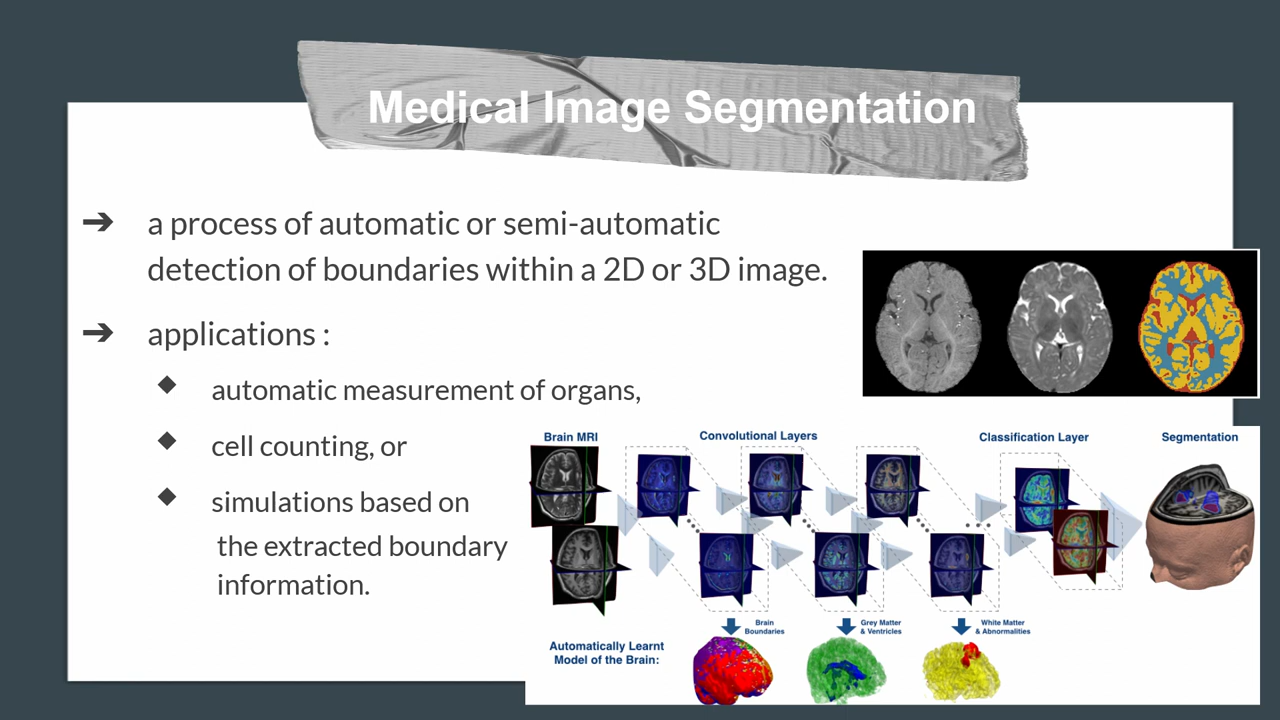 Medical Image Segmentation
➔ a process of automatic or semi-automatic
detection of boundaries within a 2D or 3D image.
➔ applications :
◆ automatic measurement of organs,
◆ cell counting, or
◆ simulations based on
the extracted boundary
information.
Brain MRI
Convolutional Layers
Classification Layer
Segmentation
Brain
Boundaries
Grey Matter
& Ventricles
White Matter
& Abnormalities
Automatically Learnt
Model of the Brain: